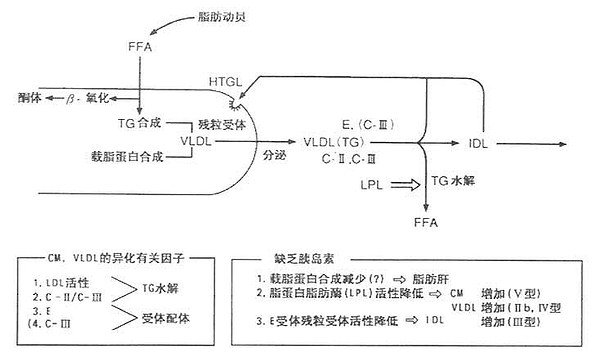 脂肪动员
FFA
HTGL
酮体 β-氧化
TG合成
残粒受体
VLDL
载脂蛋白合成
分泌
E,(C-Ⅲ)
VLDL(TG)
C-Ⅱ,C-Ⅲ
IDL
LPL
TG水解
FFA
CM、VLDL的异化有关因子
1.LDL活性
2.C-Ⅱ/C-Ⅲ
TG水解
3.E
(4.C-Ⅲ
受体配体
缺乏胰岛素
1.载脂蛋白合成减少(?) ⇒ 脂肪肝
2.脂蛋白脂肪酶(LPL)活性降低 ⇒ CM 增加(Ⅴ型)
VLDL 增加(Ⅱb,Ⅳ型
3.E受体残粒受体活性降低 ⇒ IDL 增加(Ⅲ型)